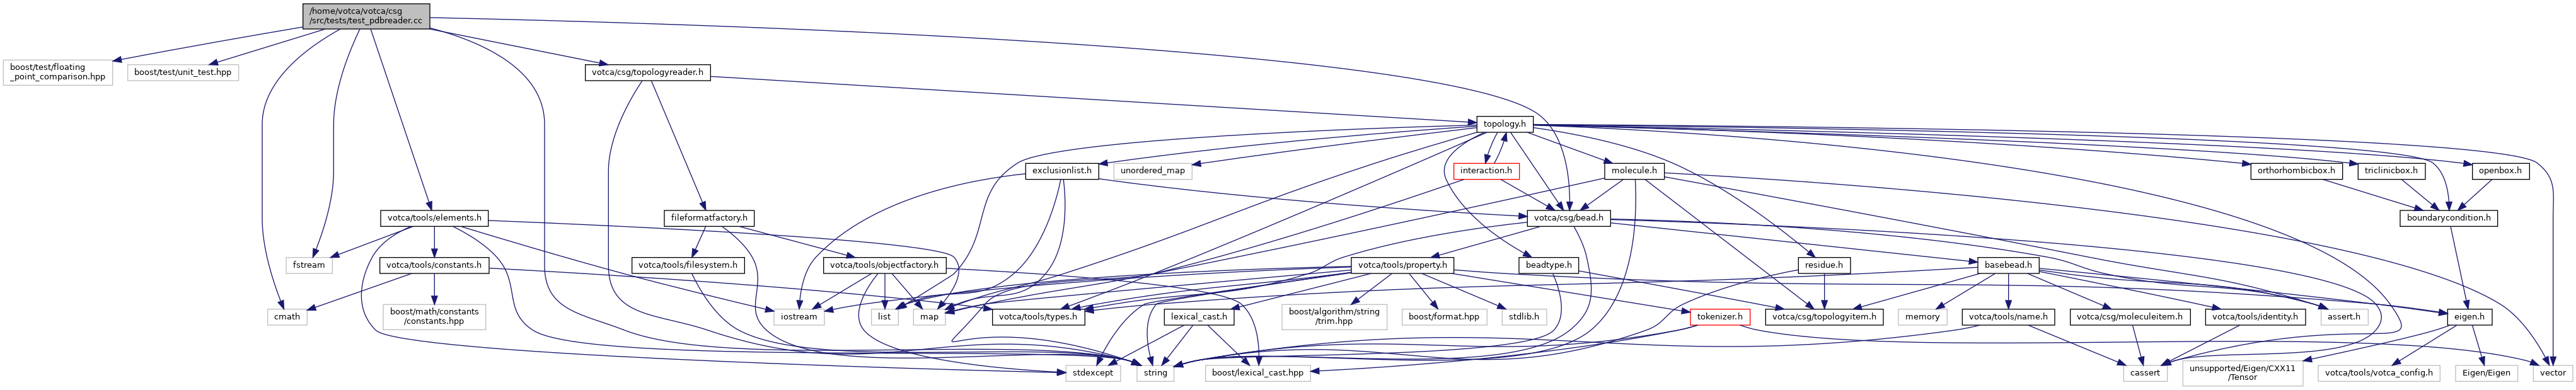 /home/votca/votca/csg
/src/tests/test_pdbreader.cc
boost/test/floating
_point_comparison.hpp
boost/test/unit_test.hpp
votca/csg/topologyreader.h
topology.h
exclusionlist.h
unordered_map
interaction.h
molecule.h
orthorhombicbox.h
triclinicbox.h
openbox.h
votca/tools/elements.h
fileformatfactory.h
votca/csg/bead.h
boundarycondition.h
fstream
votca/tools/constants.h
votca/tools/filesystem.h
votca/tools/objectfactory.h
votca/tools/property.h
beadtype.h
residue.h
basebead.h
cmath
boost/math/constants
/constants.hpp
iostream
list
map
votca/tools/types.h
lexical_cast.h
boost/algorithm/string
/trim.hpp
boost/format.hpp
stdlib.h
tokenizer.h
votca/csg/topologyitem.h
memory
votca/tools/name.h
votca/csg/moleculeitem.h
votca/tools/identity.h
assert.h
eigen.h
stdexcept
string
boost/lexical_cast.hpp
cassert
unsupported/Eigen/CXX11
/Tensor
votca/tools/votca_config.h
Eigen/Eigen
vector